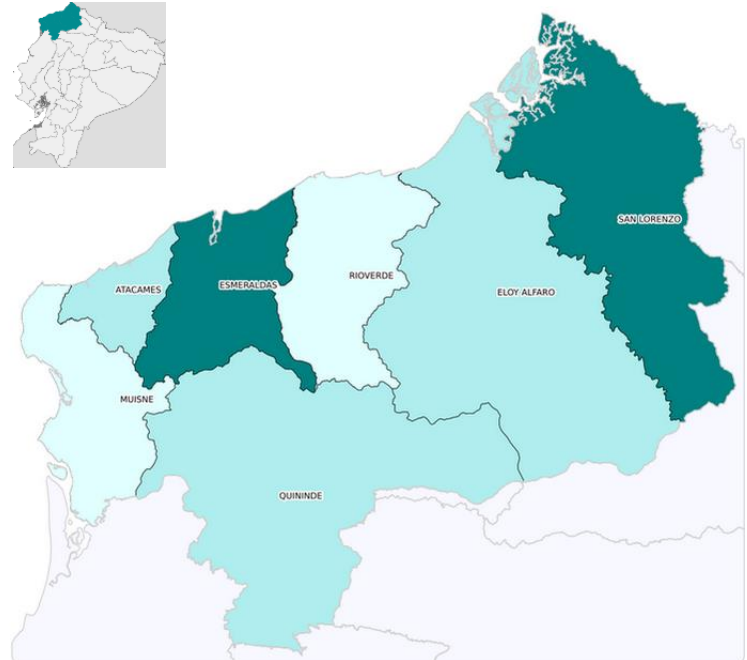 SAN LORENZO
RIOVERDE
ESMERALDAS
ATACAMES
ELOY ALFARO
MUISNE
QUININDE